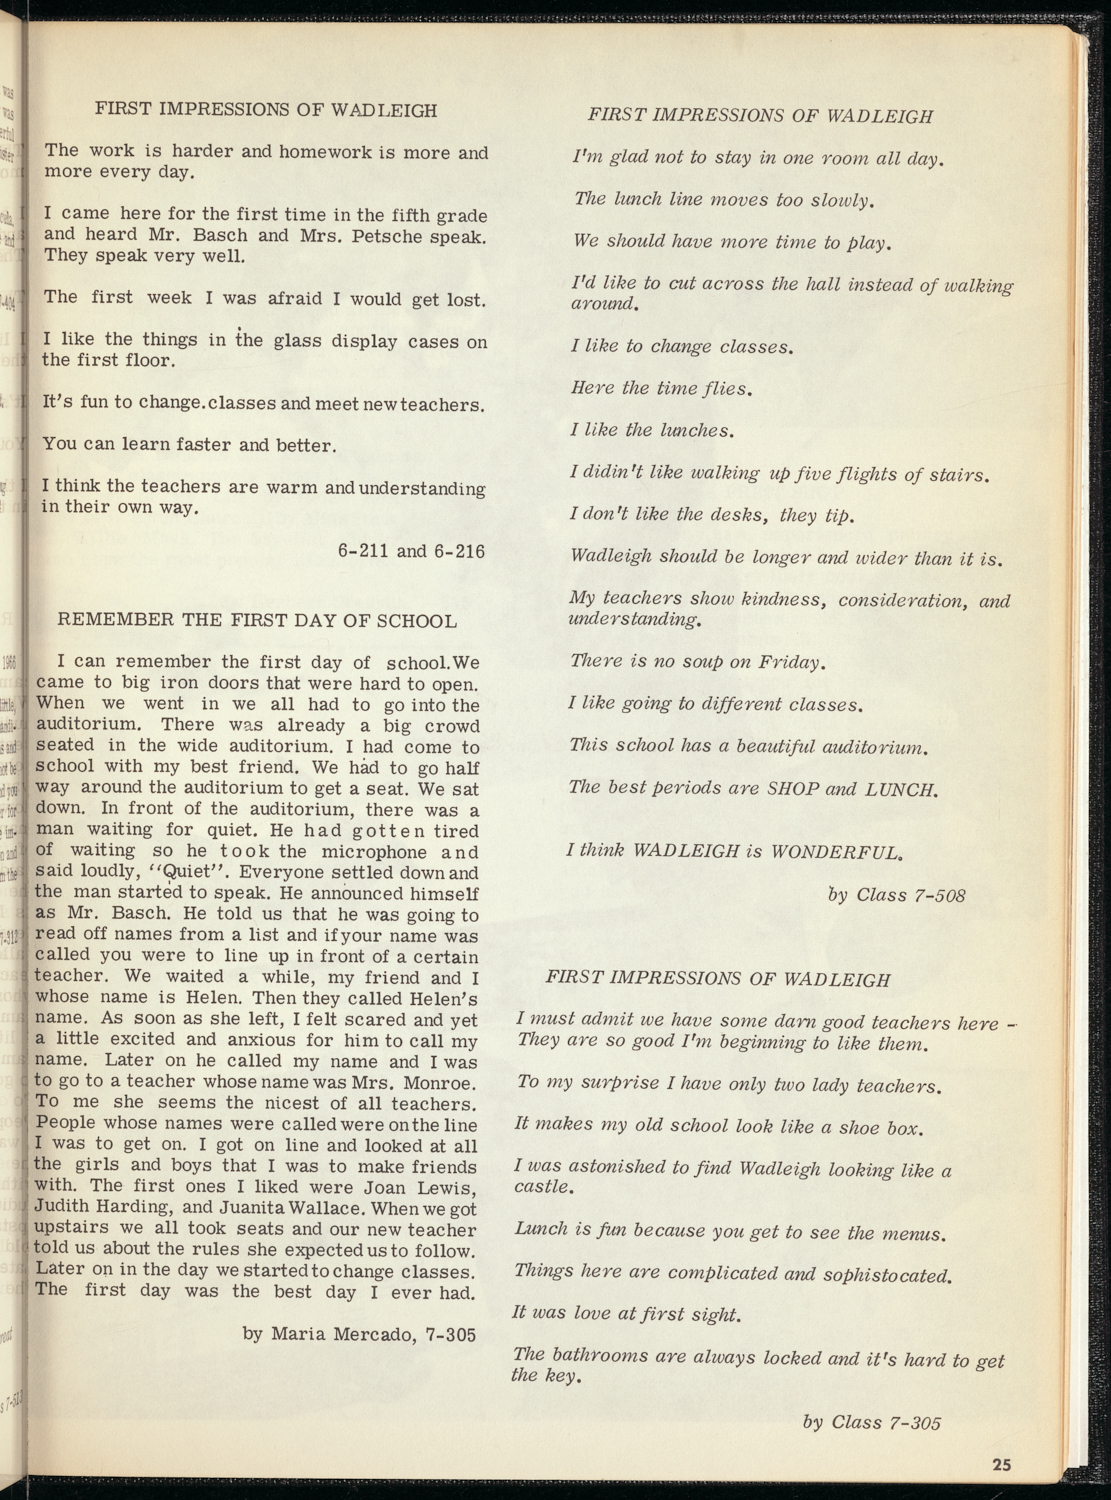 FIRST IMPRESSIONS OF WADLEIGH
The work is harder and homework is more and
more every day.
I came here for the first time in the fifth grade
and heard Mr. Basch and Mrs. Petsche speak.
They speak very well.
The first week I was afraid I would get lost.
I like the things in the glass display cases on
the first floor.
It's fun to change.classes and meet new teachers.
You can learn faster and better.
I think the teachers are warm and understanding
in their own way.
6-211 and 6-216
REMEMBER THE FIRST DAY OF SCHOOL
I can remember the first day of school.We
came to big iron doors that were hard to open.
When we went in we all had to go into the
auditorium. There was already a big crowd
seated in the wide auditorium. I had come to
school with my best friend. We had to go half
way around the auditorium to get a seat. We sat
down. In front of the auditorium, there was a
man waiting for quiet. He had gotten tired
of waiting so he took the microphone and
said loudly, "Quiet". Everyone settled down and
the man started to speak. He announced himself
as Mr. Basch. He told us that he was going to
read off names from a list and if your name was
called you were to line up in front of a certain
teacher. We waited a while, my friend and I
whose name is Helen. Then they called Helen's
name. As soon as she left, I felt scared and yet
a little excited and anxious for him to call my
name. Later on he called my name and I was
to go to a teacher whose name was Mrs. Monroe.
To me she seems the nicest of all teachers.
People whose names were called were on the line
I was to get on. I got on line and looked at all
the girls and boys that I was to make friends
with. The first ones I liked were Joan Lewis,
Judith Harding, and Juanita Wallace. When we got
upstairs we all took seats and our new teacher
told us about the rules she expected us to follow.
Later on in the day we started to change classes.
The first day was the best day I ever had.
by Maria Mercado, 7-305
FIRST IMPRESSIONS OF WADLEIGH
I'm glad not to stay in one room all day.
The lunch line moves too slowly.
We should have more time to play.
I'd like to cut across the hall instead of walking
around.
I like to change classes.
Here the time flies.
I like the lunches.
I didin't like walking up five flights of stairs.
I don't like the desks, they tip.
Wadleigh should be longer and wider than it is.
My teachers show kindness, consideration, and
understanding.
There is no soup on Friday.
I like going to different classes.
This school has a beautiful auditorium.
The best periods are SHOP and LUNCH.
I think WADLEIGH is WONDERFUL.
by Class 7-508
FIRST IMPRESSIONS OF WADLEIGH
I must admit we have some darn good teachers here -
They are so good I'm beginning to like them.
To my surprise I have only two lady teachers.
It makes my old school look like a shoe box.
I was astonished to find Wadleigh looking like a
castle.
Lunch is fun because you get to see the menus.
Things here are complicated and sophistocated.
It was love at first sight.
The bathrooms are always locked and it's hard to get
the key.
by Class 7-305
25